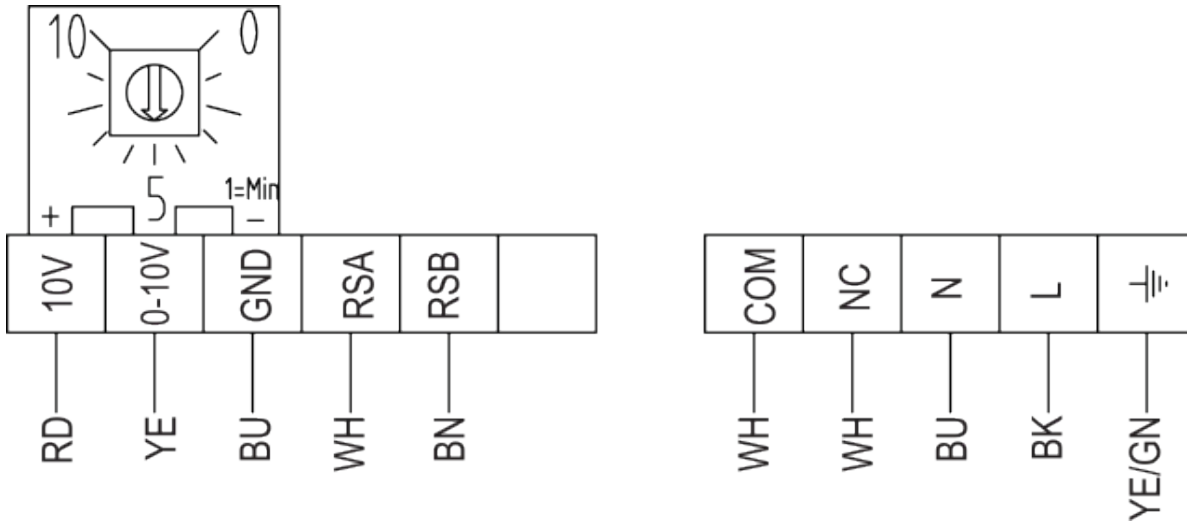 10 0
5 1=Min
+ -
10V 0-10V GND RSA RSB COM NC N L
RD YE BU WH BN WH WH BU BK YE/GN